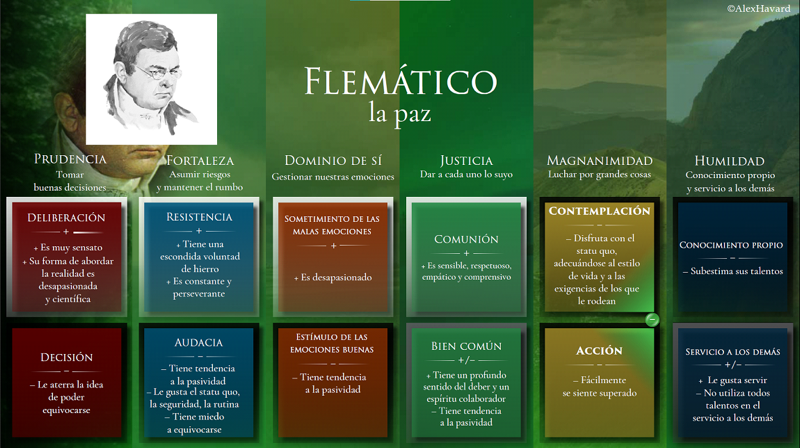 ©AlexHavard
Flemático
la paz
Prudencia
Tomar
buenas decisiones
Fortaleza
Asumir riesgos
y mantener el rumbo
Dominio de sí
Gestionar nuestras emociones
Justicia
Dar a cada uno lo suyo
Magnanimidad
Luchar por grandes cosas
Humildad
Conocimiento propio
y servicio a los demás
Deliberación
+
+ Es muy sensato
+ Su forma de abordar
la realidad es
desapasionada
y científica
Resistencia
+
+ Tiene una
escondida voluntad
de hierro
+ Es constante y
perseverante
Sometimiento de las
malas emociones
+
+ Es desapasionado
Comunión
+
+ Es sensible, respetuoso,
empático y comprensivo
Contemplación
–
– Disfruta con el
statu quo,
adecuándose al estilo
de vida y a las
exigencias de los que
le rodean
Conocimiento propio
–
– Subestima sus talentos
Decisión
–
– Le aterra la idea
de poder
equivocarse
Audacia
–
– Tiene tendencia
a la pasividad
– Le gusta el statu quo,
la seguridad, la rutina
– Tiene miedo
a equivocarse
Estímulo de las
emociones buenas
–
– Tiene tendencia
a la pasividad
Bien común
+/–
+ Tiene un profundo
sentido del deber y un
espíritu colaborador
– Tiene tendencia
a la pasividad
Acción
–
– Fácilmente
se siente superado
Servicio a los demás
+/–
+ Le gusta servir
– No utiliza todos
talentos en el
servicio a los demás